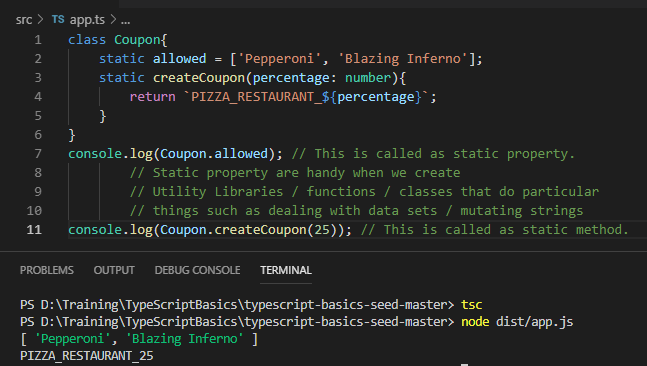 src > TS app.ts > ...
1 class Coupon{
2 static allowed = ['Pepperoni', 'Blazing Inferno'];
3 static createCoupon(percentage: number){
4 return `PIZZA_RESTAURANT_${percentage}`;
5 }
6 }
7 console.log(Coupon.allowed); // This is called as static property.
8 // Static property are handy when we create
9 // Utility Libraries / functions / classes that do particular
10 // things such as dealing with data sets / mutating strings
11 console.log(Coupon.createCoupon(25)); // This is called as static method.
PROBLEMS OUTPUT DEBUG CONSOLE TERMINAL
PS D:\Training\TypeScriptBasics\typescript-basics-seed-master> tsc
PS D:\Training\TypeScriptBasics\typescript-basics-seed-master> node dist/app.js
[ 'Pepperoni', 'Blazing Inferno' ]
PIZZA_RESTAURANT_25